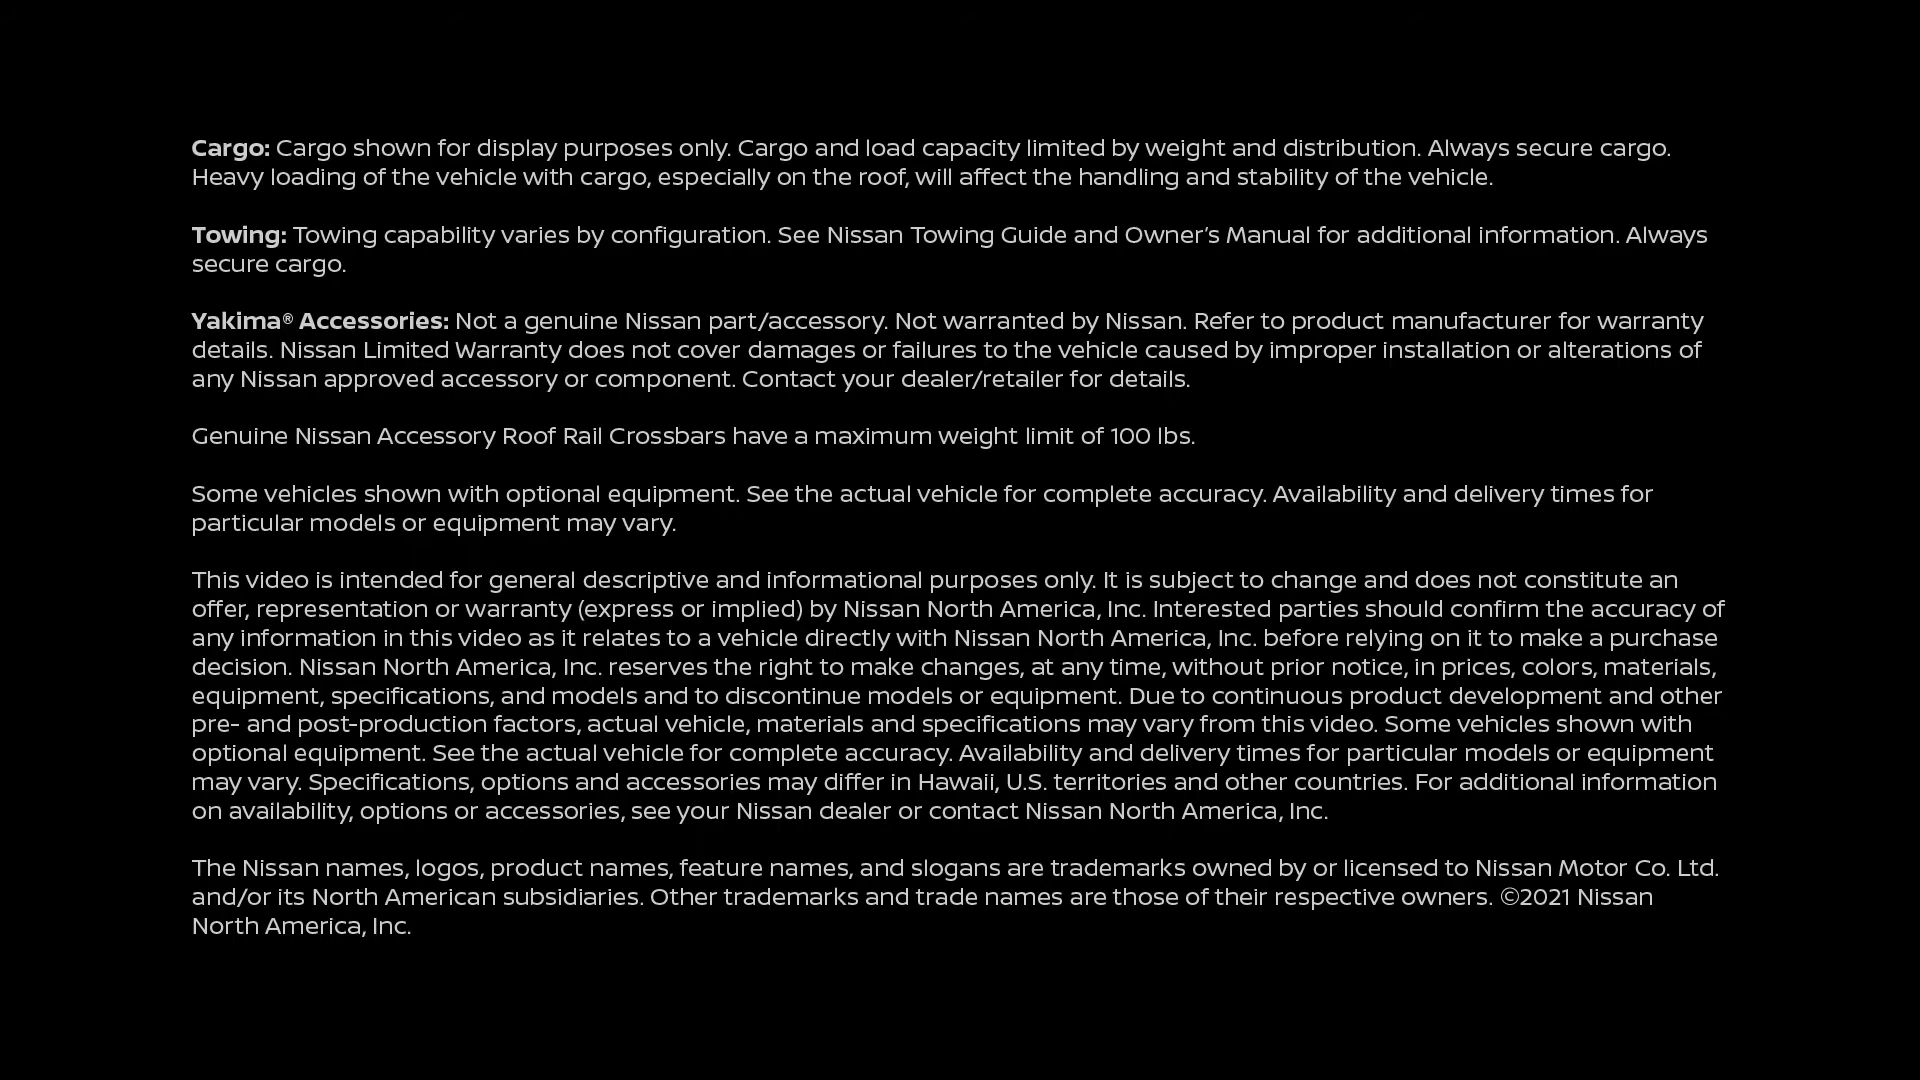 Cargo: Cargo shown for display purposes only. Cargo and load capacity limited by weight and distribution. Always secure cargo.
Heavy loading of the vehicle with cargo, especially on the roof, will affect the handling and stability of the vehicle.
Towing: Towing capability varies by configuration. See Nissan Towing Guide and Owner’s Manual for additional information. Always
secure cargo.
Yakima® Accessories: Not a genuine Nissan part/accessory. Not warranted by Nissan. Refer to product manufacturer for warranty
details. Nissan Limited Warranty does not cover damages or failures to the vehicle caused by improper installation or alterations of
any Nissan approved accessory or component. Contact your dealer/retailer for details.
Genuine Nissan Accessory Roof Rail Crossbars have a maximum weight limit of 100 lbs.
Some vehicles shown with optional equipment. See the actual vehicle for complete accuracy. Availability and delivery times for
particular models or equipment may vary.
This video is intended for general descriptive and informational purposes only. It is subject to change and does not constitute an
offer, representation or warranty (express or implied) by Nissan North America, Inc. Interested parties should confirm the accuracy of
any information in this video as it relates to a vehicle directly with Nissan North America, Inc. before relying on it to make a purchase
decision. Nissan North America, Inc. reserves the right to make changes, at any time, without prior notice, in prices, colors, materials,
equipment, specifications, and models and to discontinue models or equipment. Due to continuous product development and other
pre- and post-production factors, actual vehicle, materials and specifications may vary from this video. Some vehicles shown with
optional equipment. See the actual vehicle for complete accuracy. Availability and delivery times for particular models or equipment
may vary. Specifications, options and accessories may differ in Hawaii, U.S. territories and other countries. For additional information
on availability, options or accessories, see your Nissan dealer or contact Nissan North America, Inc.
The Nissan names, logos, product names, feature names, and slogans are trademarks owned by or licensed to Nissan Motor Co. Ltd.
and/or its North American subsidiaries. Other trademarks and trade names are those of their respective owners. ©2021 Nissan
North America, Inc.